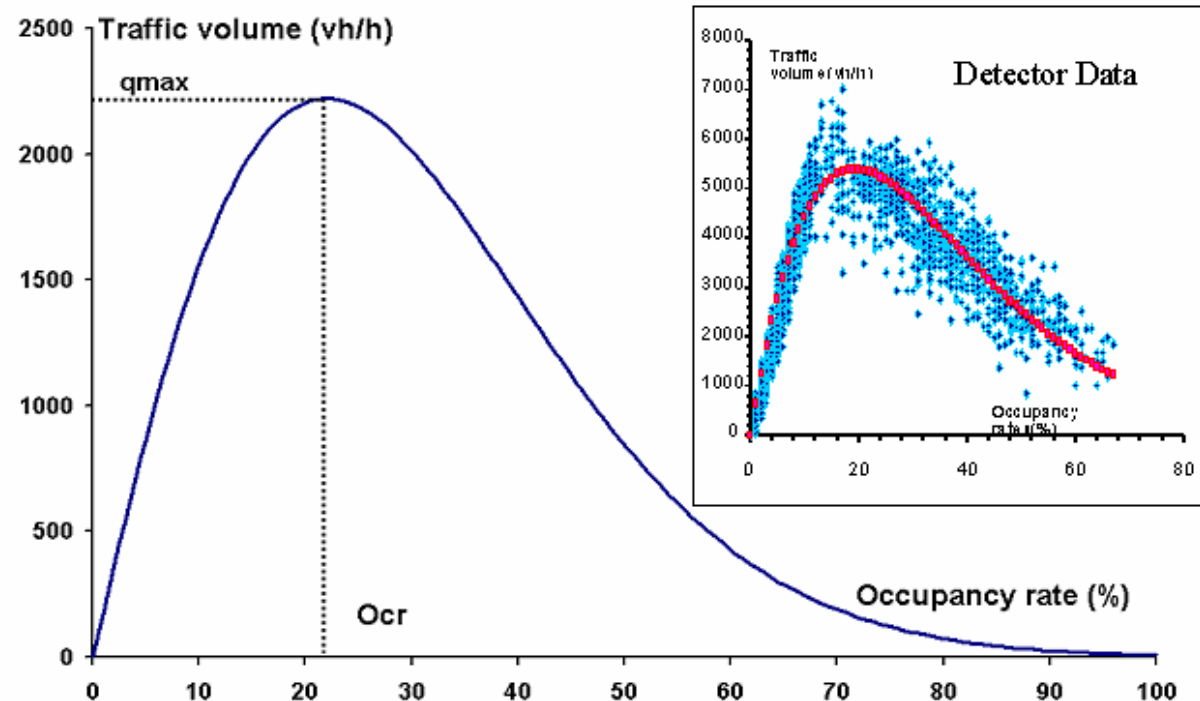 2500
Traffic volume (vh/h)
qmax
2000
1500
1000
500
0
Ocr
Occupancy rate (%)
0 10 20 30 40 50 60 70 80 90 100
8000
Traffic
volume(vh/h)
Detector Data
7000
6000
5000
4000
3000
2000
1000
0
Occupancy
rate (%)
0 20 40 60 80